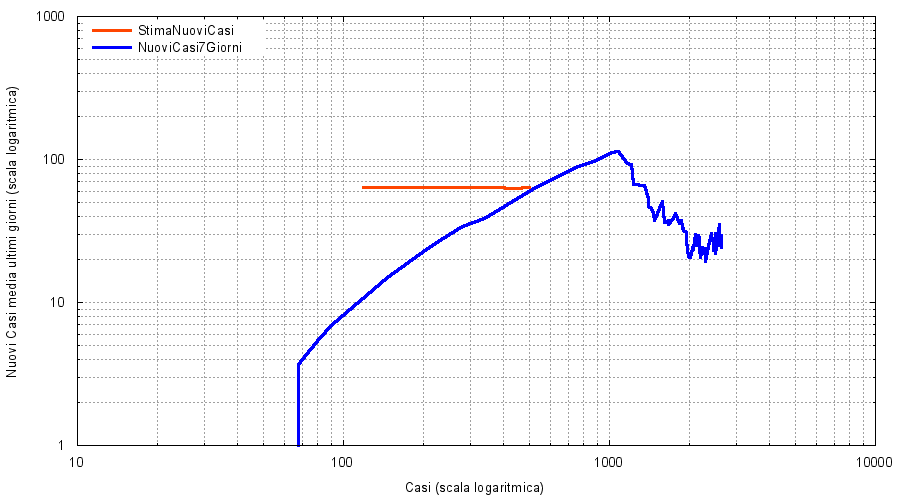 1000
StimaNuoviCasi
NuoviCasi7Giorni
100
10
1
10
100
1000
10000
Nuovi Casi media ultimi giorni (scala logaritmica)
Casi (scala logaritmica)